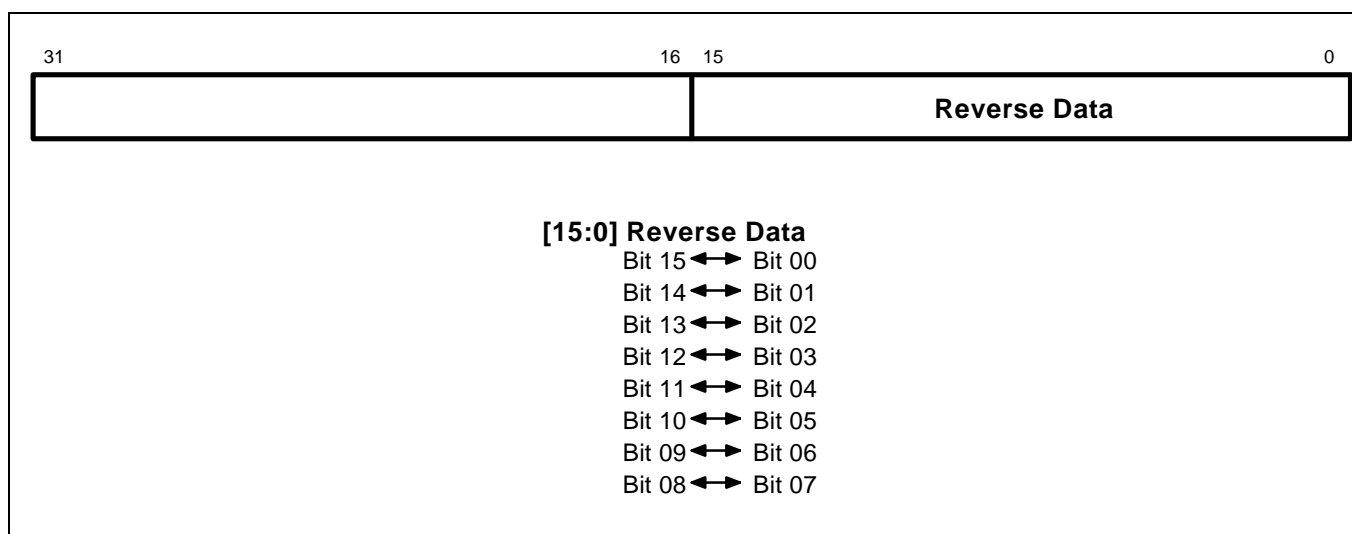 31 16 15 0
Reverse Data
[15:0] Reverse Data
Bit 15 Bit 00
Bit 14 Bit 01
Bit 13 Bit 02
Bit 12 Bit 03
Bit 11 Bit 04
Bit 10 Bit 05
Bit 09 Bit 06
Bit 08 Bit 07